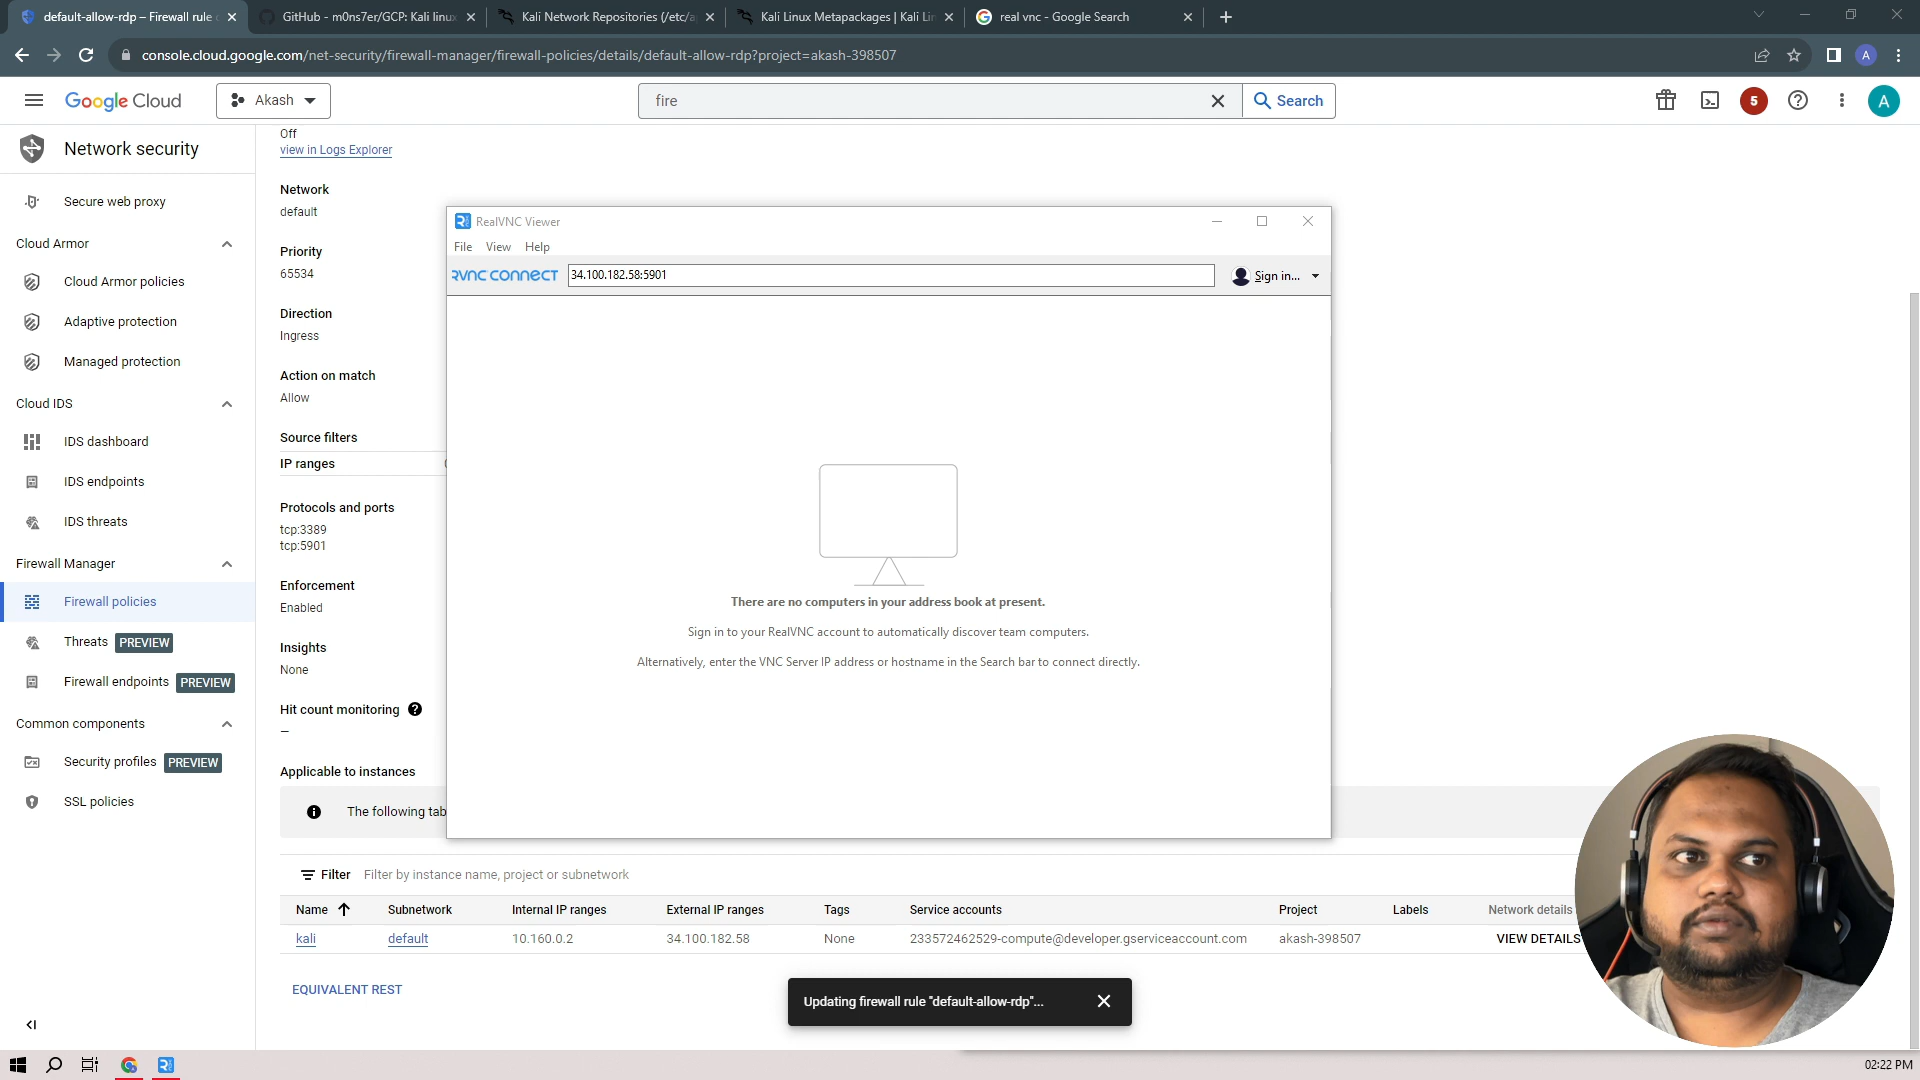 default-allow-rdp – Firewall rule
GitHub - m0ns7er/GCP: Kali linux
Kali Network Repositories (/etc/a
Kali Linux Metapackages | Kali Lin
real vnc - Google Search
console.cloud.google.com/net-security/firewall-manager/firewall-policies/details/default-allow-rdp?project=akash-398507
A
Google Cloud
Akash
fire
Search
5
A
Network security
Secure web proxy
Cloud Armor
Cloud Armor policies
Adaptive protection
Managed protection
Cloud IDS
IDS dashboard
IDS endpoints
IDS threats
Firewall Manager
Firewall policies
Threats PREVIEW
Firewall endpoints PREVIEW
Common components
Security profiles PREVIEW
SSL policies
Off
view in Logs Explorer
Network
default
Priority
65534
Direction
Ingress
Action on match
Allow
Source filters
IP ranges
Protocols and ports
tcp:3389
tcp:5901
Enforcement
Enabled
Insights
None
Hit count monitoring
—
Applicable to instances
The following tab
RealVNC Viewer
File View Help
RVNC CONNECT
34.100.182.58:5901
Sign in...
There are no computers in your address book at present.
Sign in to your RealVNC account to automatically discover team computers.
Alternatively, enter the VNC Server IP address or hostname in the Search bar to connect directly.
Filter Filter by instance name, project or subnetwork
Name Subnetwork Internal IP ranges External IP ranges Tags Service accounts Project Labels Network details
kali default 10.160.0.2 34.100.182.58 None 233572462529-compute@developer.gserviceaccount.com akash-398507 VIEW DETAILS
EQUIVALENT REST
Updating firewall rule "default-allow-rdp"...
02:22 PM